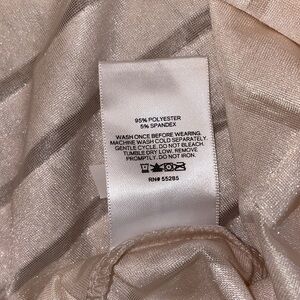 95% POLYESTER
5% SPANDEX
WASH ONCE BEFORE WEARING.
MACHINE WASH COLD SEPARATELY.
GENTLE CYCLE. DO NOT BLEACH.
TUMBLE DRY LOW. REMOVE
PROMPTLY. DO NOT IRON.
RN# 55285